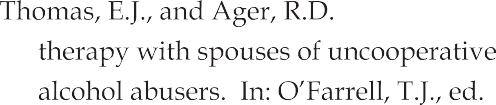 Thomas, E.J., and Ager, R.D.
therapy with spouses of uncooperative
alcohol abusers. In: O’Farrell, T.J., ed.